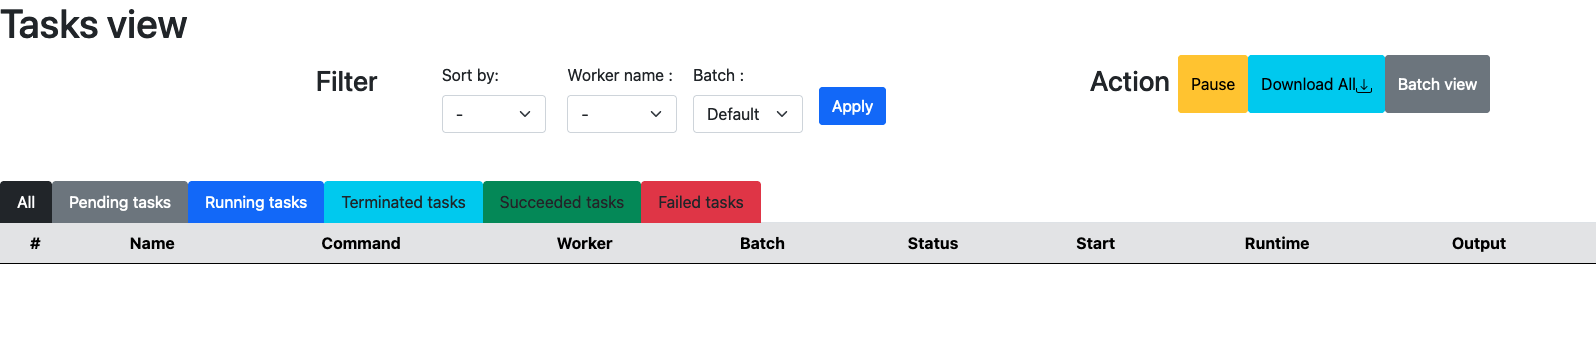 Tasks view
Filter
Sort by: Worker name : Batch :
- - Default Apply
Action Pause Download All Batch view
All Pending tasks Running tasks Terminated tasks Succeeded tasks Failed tasks
# Name Command Worker Batch Status Start Runtime Output